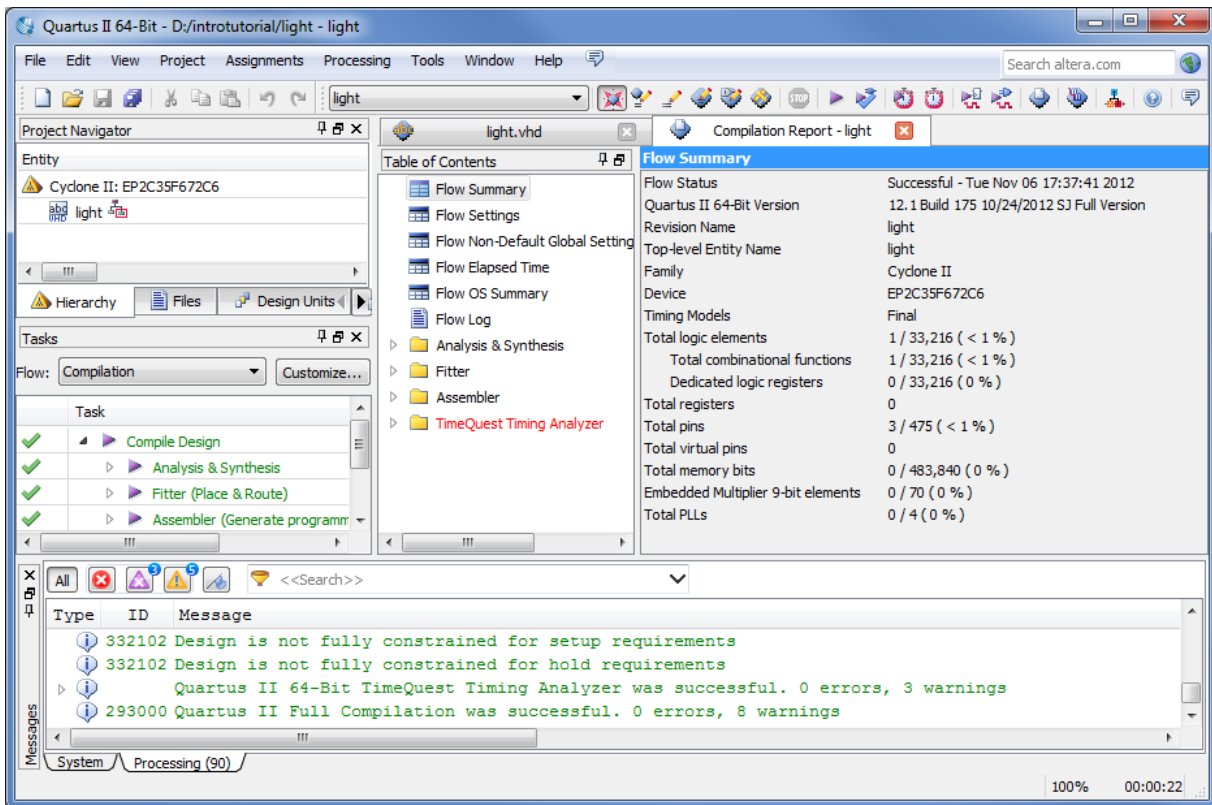 Quartus II 64-Bit - D:/introtutorial/light - light
File Edit View Project Assignments Processing Tools Window Help
Search altera.com
light
Project Navigator
Entity
Cyclone II: EP2C35F672C6
abd VHD light
Hierarchy Files Design Units
Tasks
Flow: Compilation Customize...
Task
Compile Design
Analysis & Synthesis
Fitter (Place & Route)
Assembler (Generate programm
light.vhd
Compilation Report - light
Table of Contents
Flow Summary
Flow Settings
Flow Non-Default Global Setting
Flow Elapsed Time
Flow OS Summary
Flow Log
Analysis & Synthesis
Fitter
Assembler
TimeQuest Timing Analyzer
Flow Summary
Flow Status Successful - Tue Nov 06 17:37:41 2012
Quartus II 64-Bit Version 12.1 Build 175 10/24/2012 SJ Full Version
Revision Name light
Top-level Entity Name light
Family Cyclone II
Device EP2C35F672C6
Timing Models Final
Total logic elements 1 / 33,216 ( < 1 % )
Total combinational functions 1 / 33,216 ( < 1 % )
Dedicated logic registers 0 / 33,216 ( 0 % )
Total registers 0
Total pins 3 / 475 ( < 1 % )
Total virtual pins 0
Total memory bits 0 / 483,840 ( 0 % )
Embedded Multiplier 9-bit elements 0 / 70 ( 0 % )
Total PLLs 0 / 4 ( 0 % )
All 3 5 <<Search>>
Type ID Message
332102 Design is not fully constrained for setup requirements
332102 Design is not fully constrained for hold requirements
Quartus II 64-Bit TimeQuest Timing Analyzer was successful. 0 errors, 3 warnings
293000 Quartus II Full Compilation was successful. 0 errors, 8 warnings
Messages
System Processing (90)
100% 00:00:22